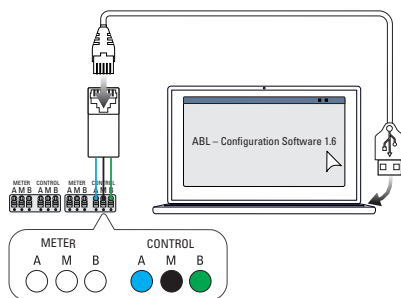 ABL – Configuration Software 1.6
METER CONTROL METER CONTROL
A M B A M B A M B A M B
METER CONTROL
A M B A M B